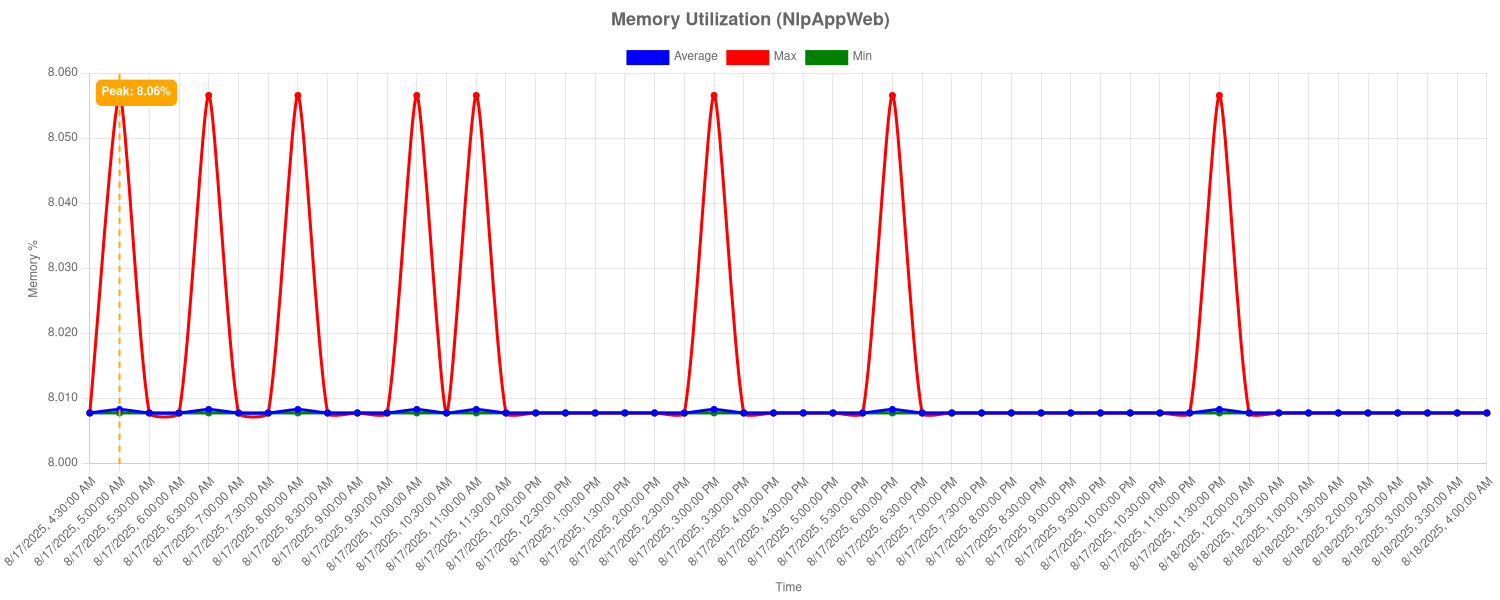 Memory Utilization (NlpAppWeb)
Average Max Min
8.060
Peak: 8.06%
8.050
8.040
8.030
8.020
8.010
8.000
Memory %
8/17/2025, 4:30:00 AM
8/17/2025, 5:00:00 AM
8/17/2025, 5:30:00 AM
8/17/2025, 6:00:00 AM
8/17/2025, 6:30:00 AM
8/17/2025, 7:00:00 AM
8/17/2025, 7:30:00 AM
8/17/2025, 8:00:00 AM
8/17/2025, 8:30:00 AM
8/17/2025, 9:00:00 AM
8/17/2025, 9:30:00 AM
8/17/2025, 10:00:00 AM
8/17/2025, 10:30:00 AM
8/17/2025, 11:00:00 AM
8/17/2025, 11:30:00 AM
8/17/2025, 12:00:00 PM
8/17/2025, 12:30:00 PM
8/17/2025, 1:00:00 PM
8/17/2025, 1:30:00 PM
8/17/2025, 2:00:00 PM
8/17/2025, 2:30:00 PM
8/17/2025, 3:00:00 PM
8/17/2025, 3:30:00 PM
8/17/2025, 4:00:00 PM
8/17/2025, 4:30:00 PM
8/17/2025, 5:00:00 PM
8/17/2025, 5:30:00 PM
8/17/2025, 6:00:00 PM
8/17/2025, 6:30:00 PM
8/17/2025, 7:00:00 PM
8/17/2025, 7:30:00 PM
8/17/2025, 8:00:00 PM
8/17/2025, 8:30:00 PM
8/17/2025, 9:00:00 PM
8/17/2025, 9:30:00 PM
8/17/2025, 10:00:00 PM
8/17/2025, 10:30:00 PM
8/17/2025, 11:00:00 PM
8/17/2025, 11:30:00 PM
8/18/2025, 12:00:00 AM
8/18/2025, 12:30:00 AM
8/18/2025, 1:00:00 AM
8/18/2025, 1:30:00 AM
8/18/2025, 2:00:00 AM
8/18/2025, 2:30:00 AM
8/18/2025, 3:00:00 AM
8/18/2025, 3:30:00 AM
8/18/2025, 4:00:00 AM
Time